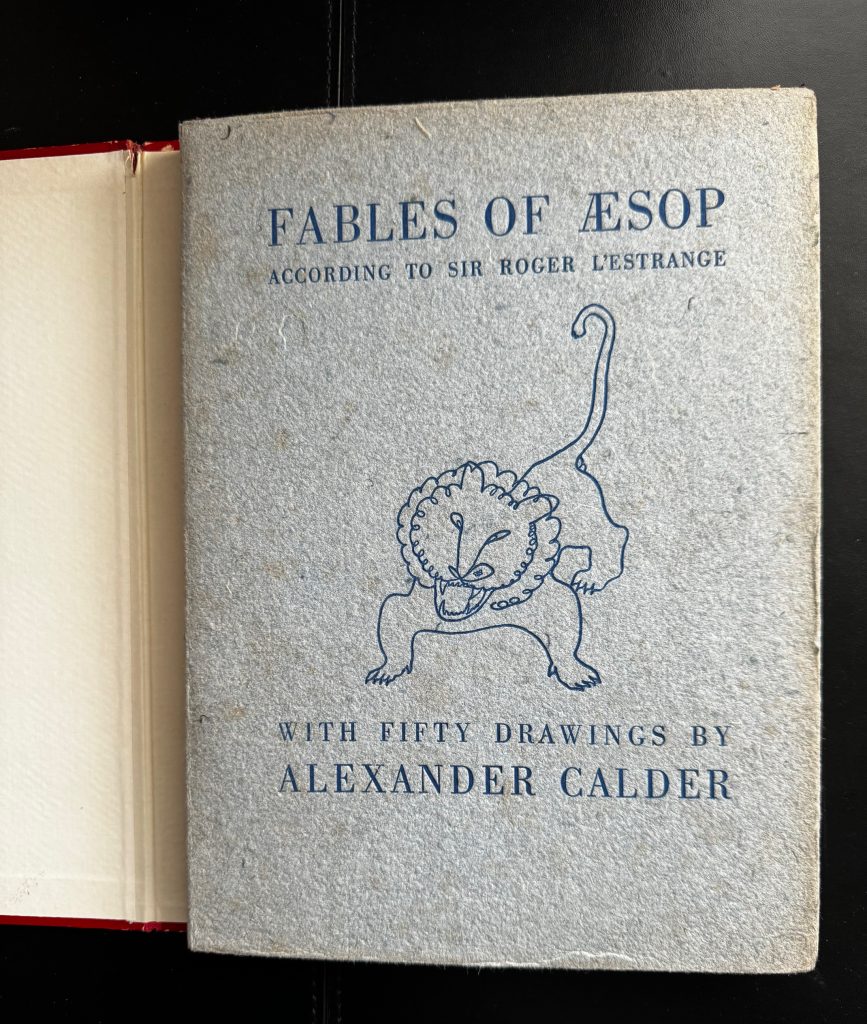 FABLES OF ÆSOP
ACCORDING TO SIR ROGER L'ESTRANGE
WITH FIFTY DRAWINGS BY
ALEXANDER CALDER